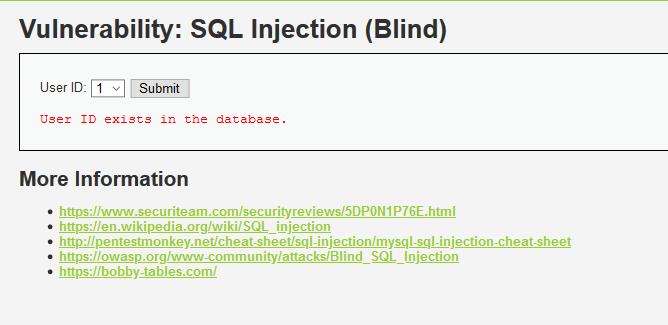 Vulnerability: SQL Injection (Blind)
User ID: 1 Submit
User ID exists in the database.
More Information
https://www.securiteam.com/securityreviews/5DP0N1P76E.html
https://en.wikipedia.org/wiki/SQL_injection
http://pentestmonkey.net/cheat-sheet/sql-injection/mysql-sql-injection-cheat-sheet
https://owasp.org/www-community/attacks/Blind_SQL_Injection
https://bobby-tables.com/